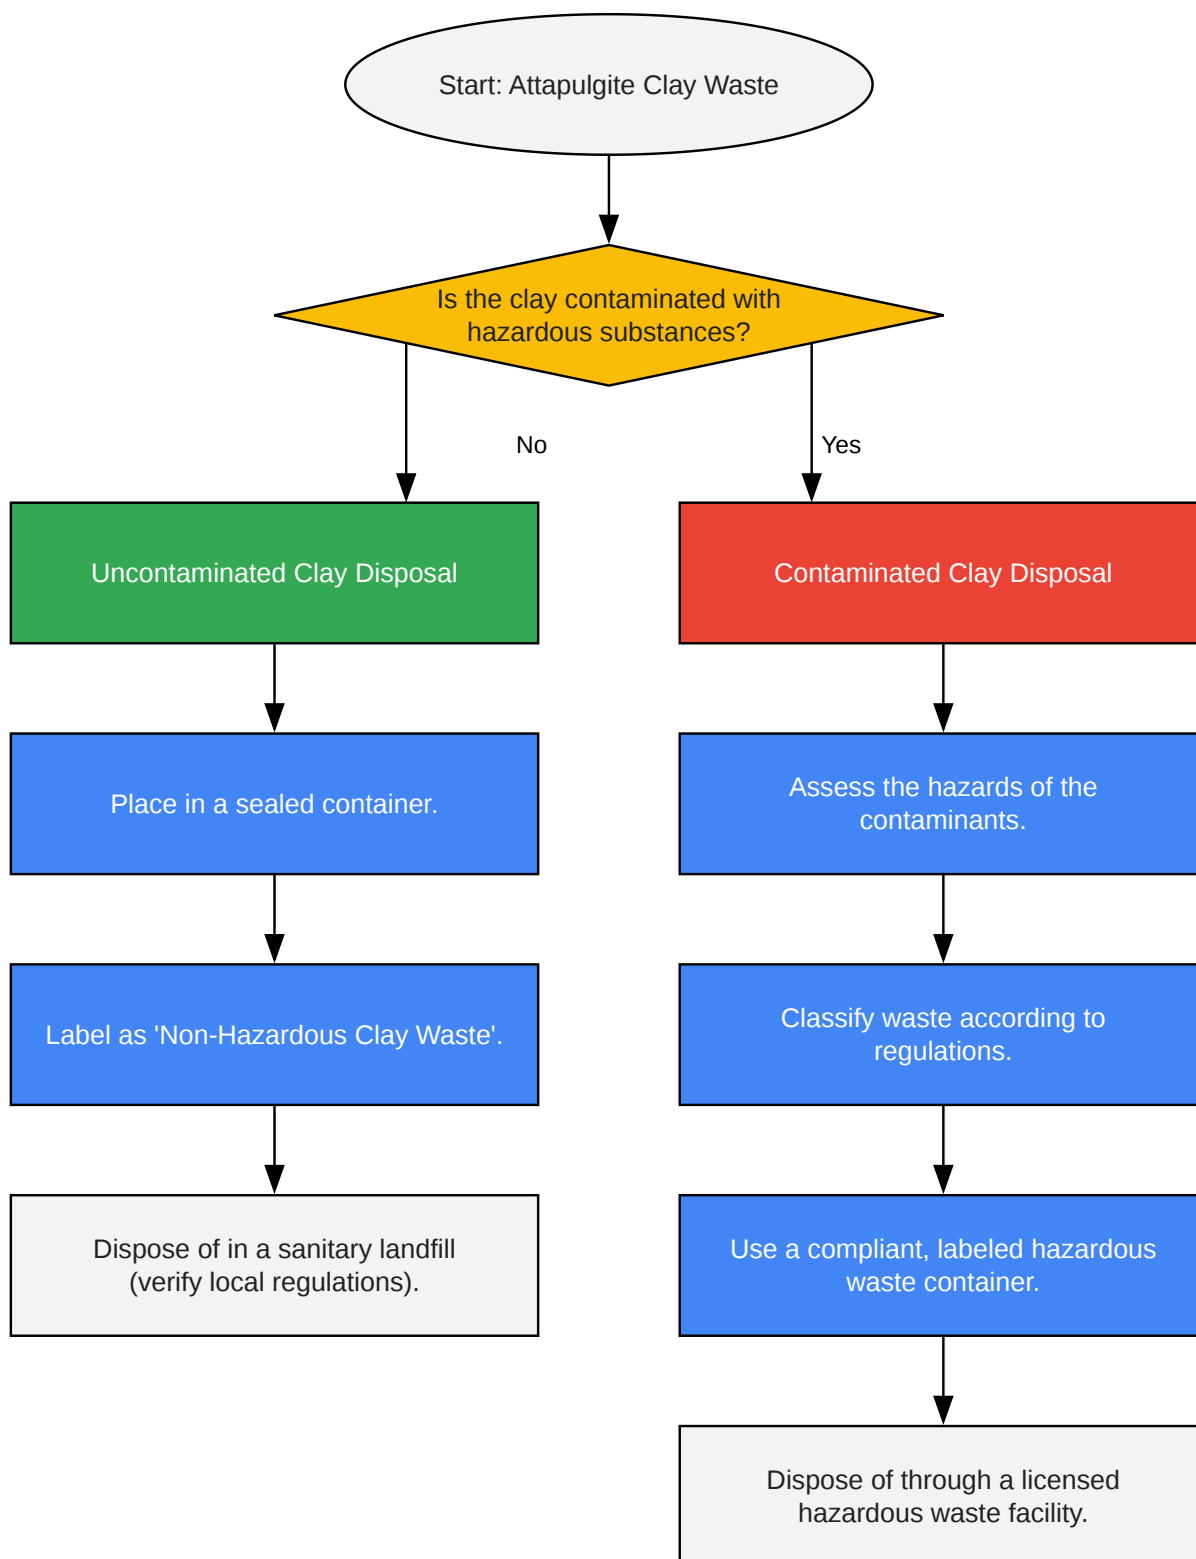 Start: Attapulgite Clay Waste
Is the clay contaminated with
hazardous substances?
No
Yes
Uncontaminated Clay Disposal
Contaminated Clay Disposal
Place in a sealed container.
Assess the hazards of the
contaminants.
Label as 'Non-Hazardous Clay Waste'.
Classify waste according to
regulations.
Dispose of in a sanitary landfill
(verify local regulations).
Use a compliant, labeled hazardous
waste container.
Dispose of through a licensed
hazardous waste facility.